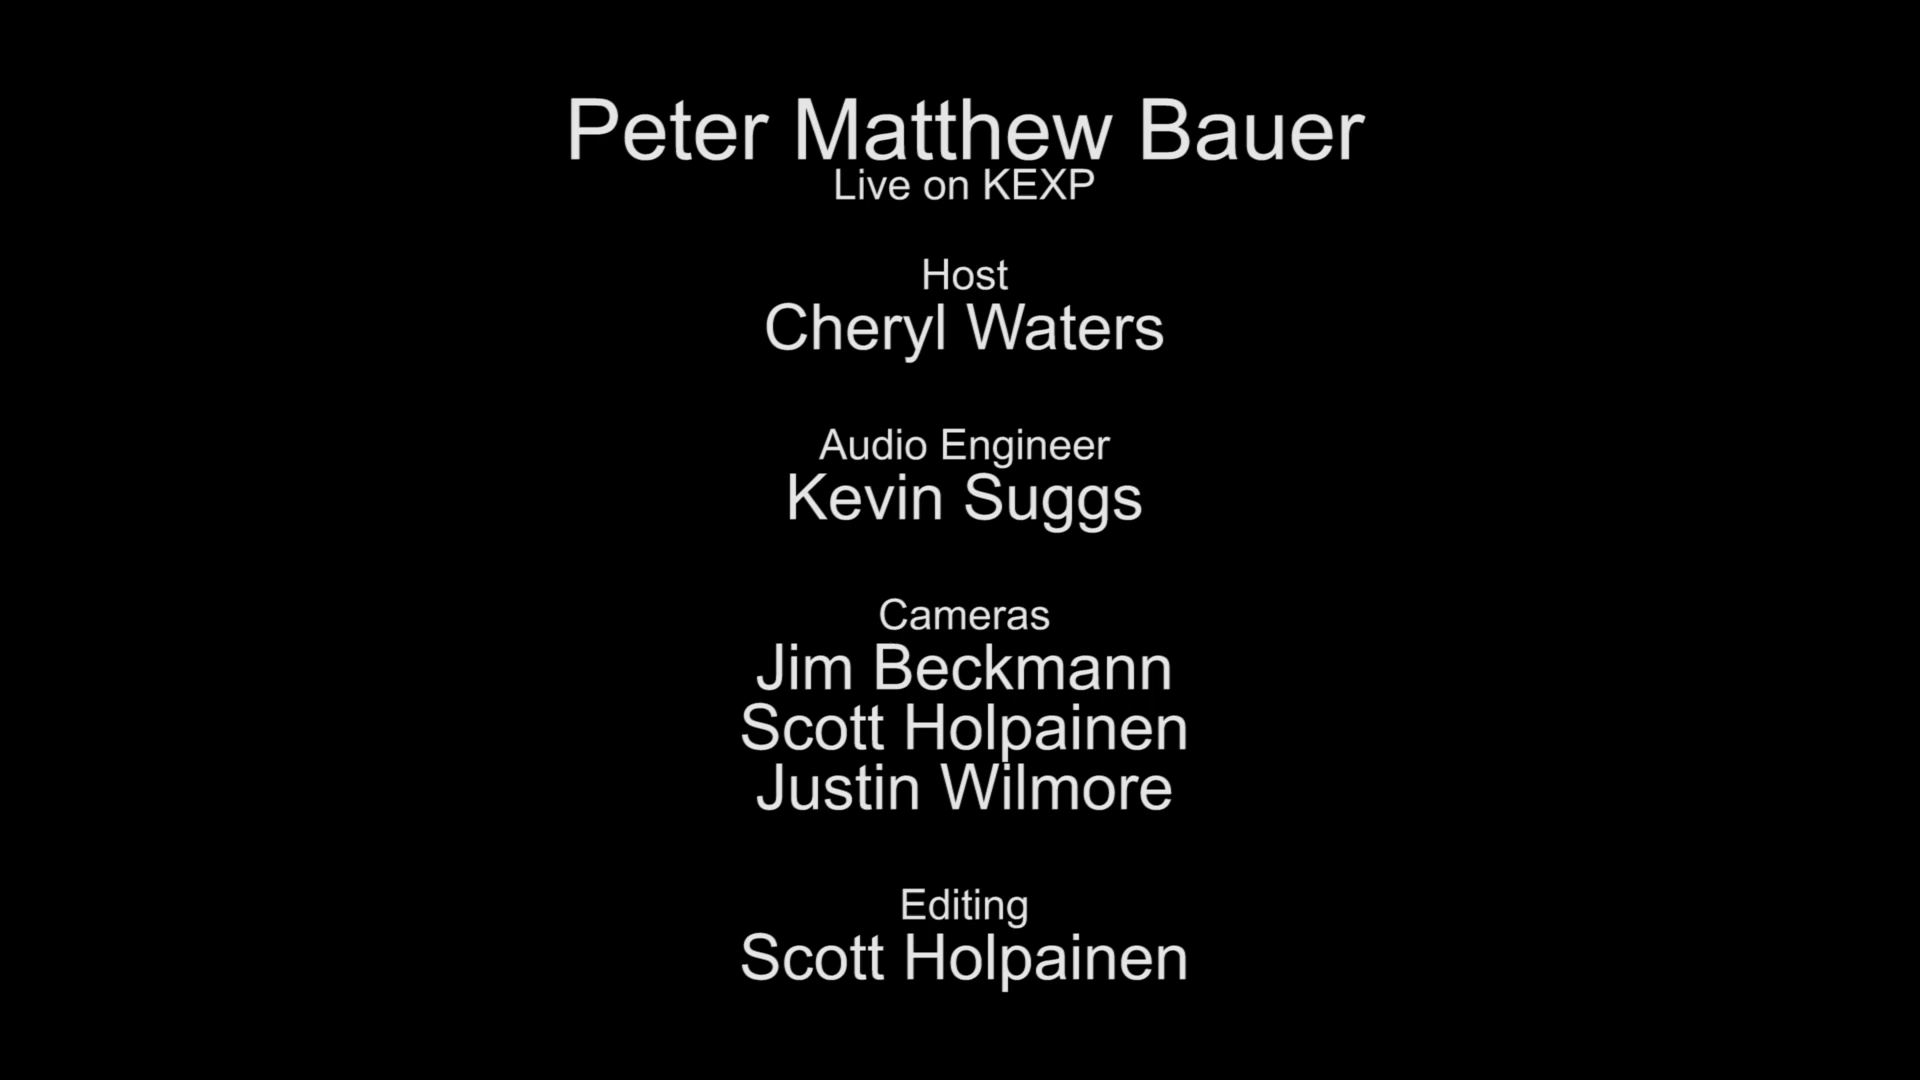 Peter Matthew Bauer
Live on KEXP
Host
Cheryl Waters
Audio Engineer
Kevin Suggs
Cameras
Jim Beckmann
Scott Holpainen
Justin Wilmore
Editing
Scott Holpainen